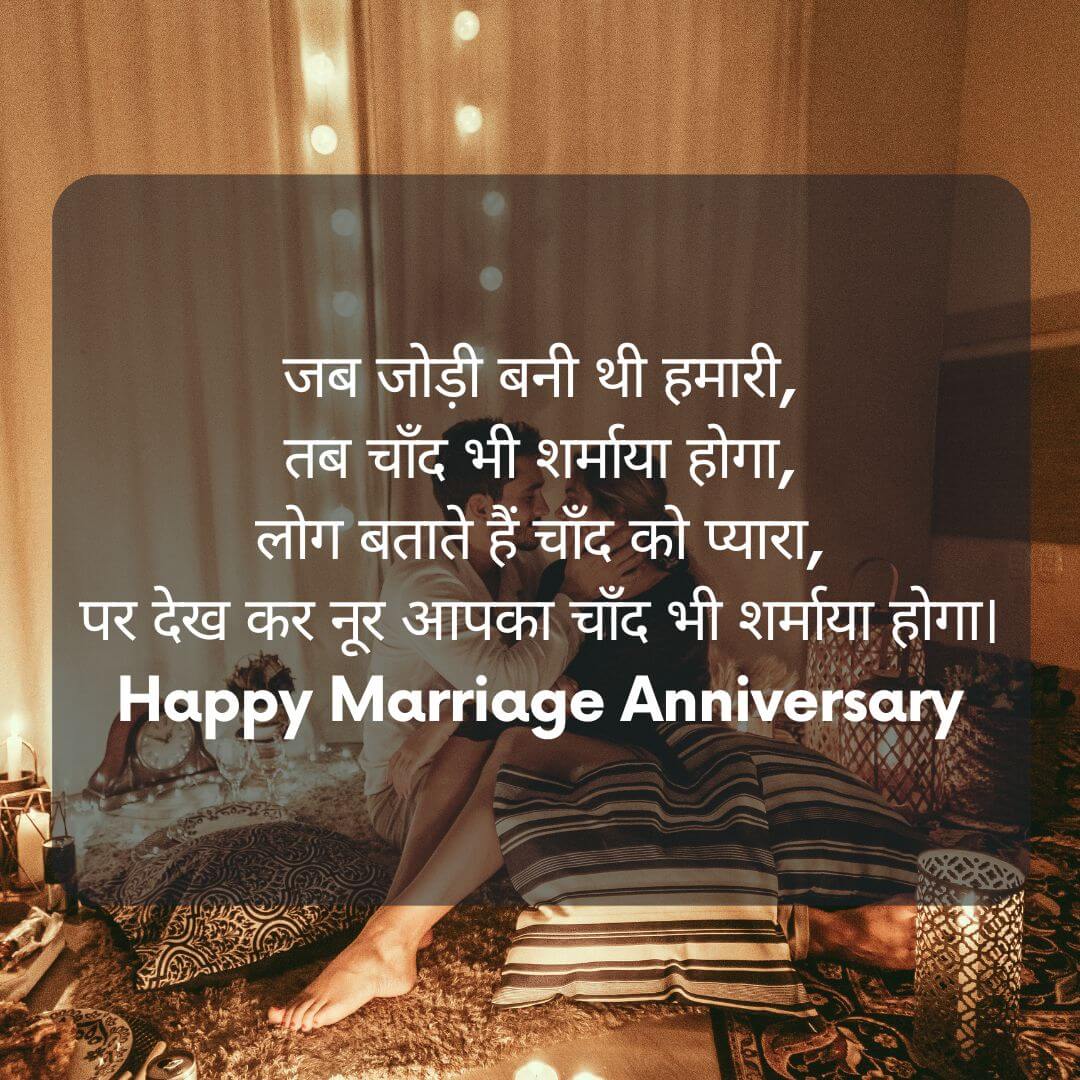 जब जोड़ी बनी थी हमारी,
तब चाँद भी शर्माया होगा,
लोग बताते हैं चाँद को प्यारा,
पर देख कर नूर आपका चाँद भी शर्माया होगा।
Happy Marriage Anniversary